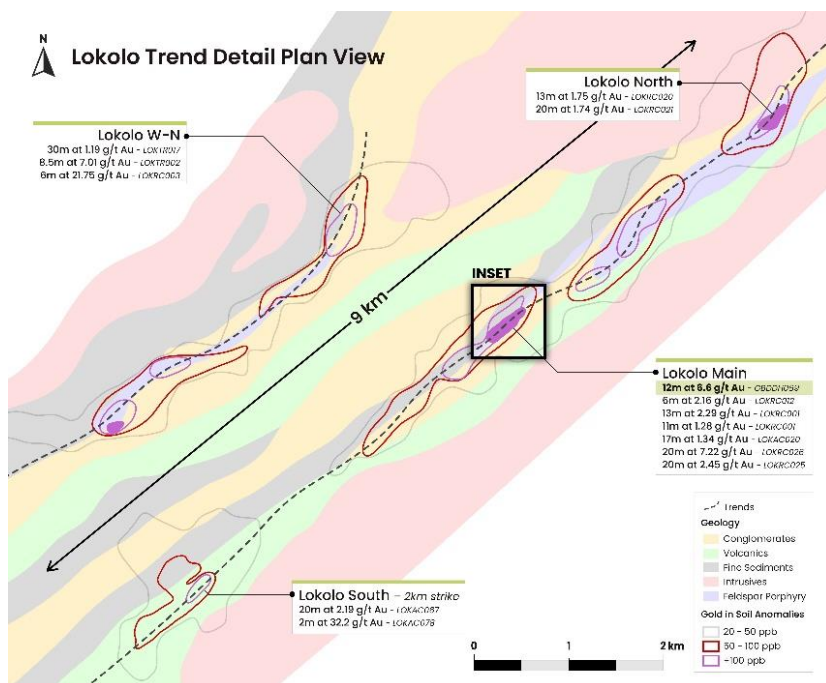 N
Lokolo Trend Detail Plan View
Lokolo North
13m at 1.75 g/t Au - LOKRC020
20m at 1.74 g/t Au - LOKRC021
Lokolo W-N
30m at 1.19 g/t Au - LOKTR017
8.5m at 7.01 g/t Au - LOKTR002
6m at 21.75 g/t Au - LOKRC003
INSET
9 km
Lokolo Main
12m at 6.6 g/t Au - CBDDH059
6m at 2.16 g/t Au - LOKRC012
13m at 2.29 g/t Au - LOKRC001
11m at 1.28 g/t Au - LOKRC001
17m at 1.34 g/t Au - LOKAC020
20m at 7.22 g/t Au - LOKRC026
20m at 2.45 g/t Au - LOKRC025
Trends
Geology
Conglomerates
Volcanics
Fine Sediments
Intrusives
Feldspar Porphyry
Gold in Soil Anomalies
20 - 50 ppb
50 - 100 ppb
~100 ppb
Lokolo South - 2km strike
20m at 2.19 g/t Au - LOKAC067
2m at 32.2 g/t Au - LOKAC078
0 1 2 km